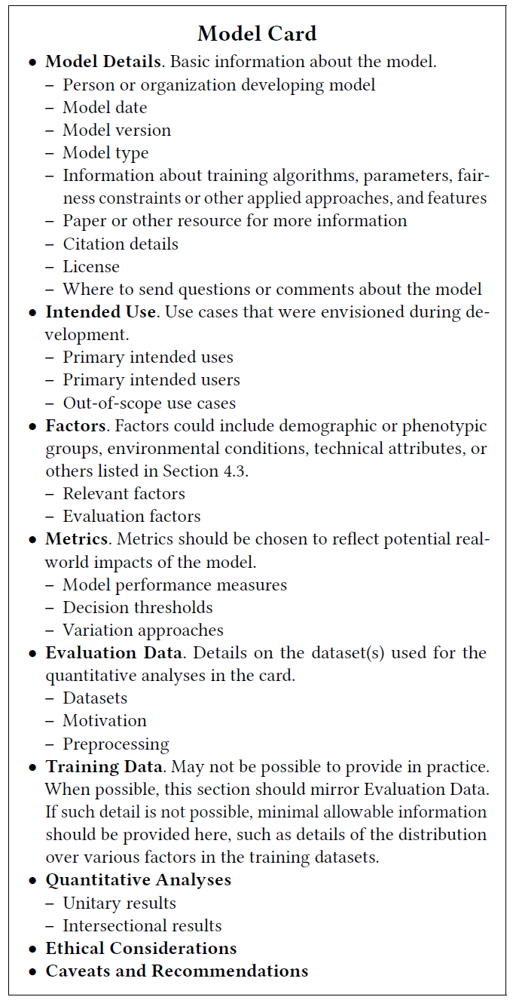 Model Card
• Model Details. Basic information about the model.
– Person or organization developing model
– Model date
– Model version
– Model type
– Information about training algorithms, parameters, fair-
ness constraints or other applied approaches, and features
– Paper or other resource for more information
– Citation details
– License
– Where to send questions or comments about the model
• Intended Use. Use cases that were envisioned during de-
velopment.
– Primary intended uses
– Primary intended users
– Out-of-scope use cases
• Factors. Factors could include demographic or phenotypic
groups, environmental conditions, technical attributes, or
others listed in Section 4.3.
– Relevant factors
– Evaluation factors
• Metrics. Metrics should be chosen to reflect potential real-
world impacts of the model.
– Model performance measures
– Decision thresholds
– Variation approaches
• Evaluation Data. Details on the dataset(s) used for the
quantitative analyses in the card.
– Datasets
– Motivation
– Preprocessing
• Training Data. May not be possible to provide in practice.
When possible, this section should mirror Evaluation Data.
If such detail is not possible, minimal allowable information
should be provided here, such as details of the distribution
over various factors in the training datasets.
• Quantitative Analyses
– Unitary results
– Intersectional results
• Ethical Considerations
• Caveats and Recommendations